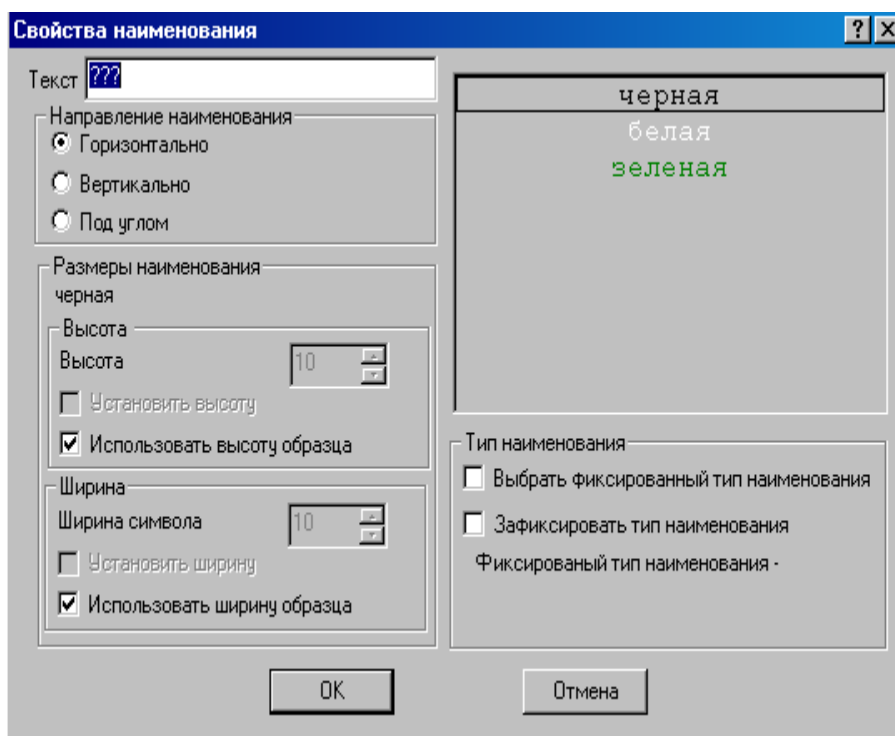 Свойства наименования
Текст ???
Направление наименования
Горизонтально
Вертикально
Под углом
Размеры наименования
черная
Высота
Высота 10
Установить высоту
Использовать высоту образца
Ширина
Ширина символа 10
Установить ширину
Использовать ширину образца
черная
белая
зеленая
Тип наименования
Выбрать фиксированный тип наименования
Зафиксировать тип наименования
Фиксированый тип наименования -
OK
Отмена